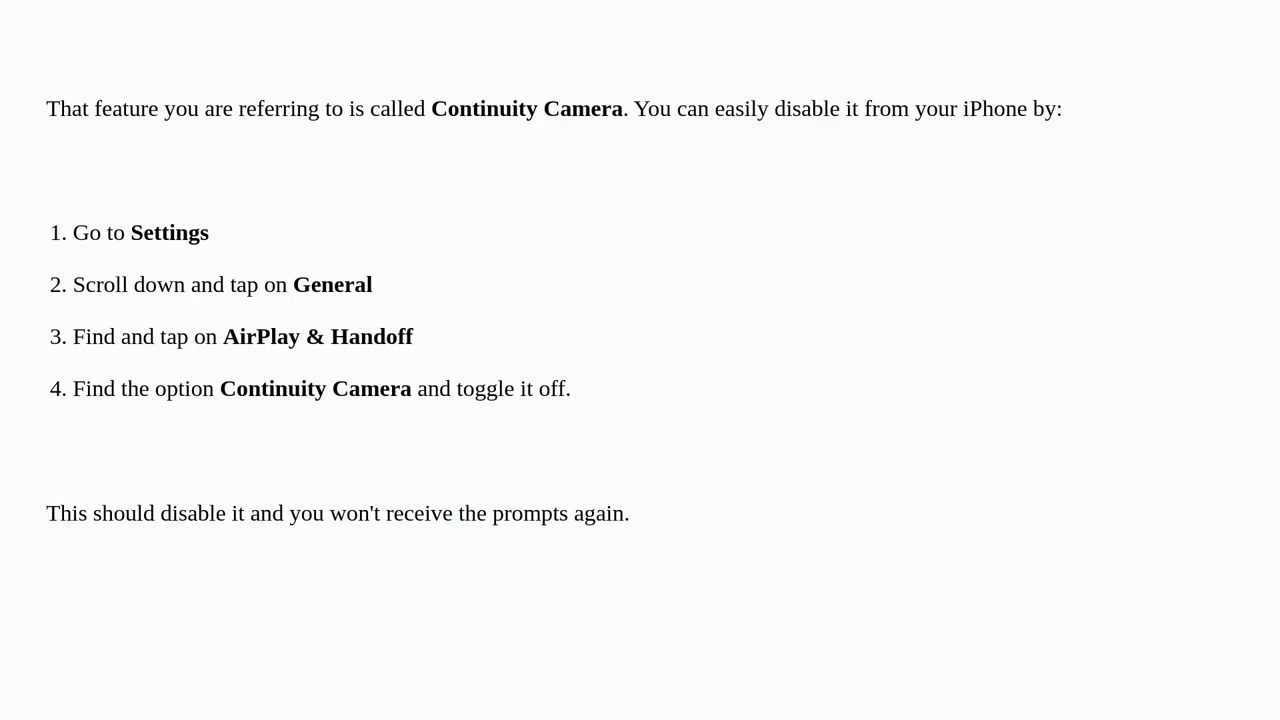 That feature you are referring to is called Continuity Camera. You can easily disable it from your iPhone by:
1. Go to Settings
2. Scroll down and tap on General
3. Find and tap on AirPlay & Handoff
4. Find the option Continuity Camera and toggle it off.
This should disable it and you won't receive the prompts again.